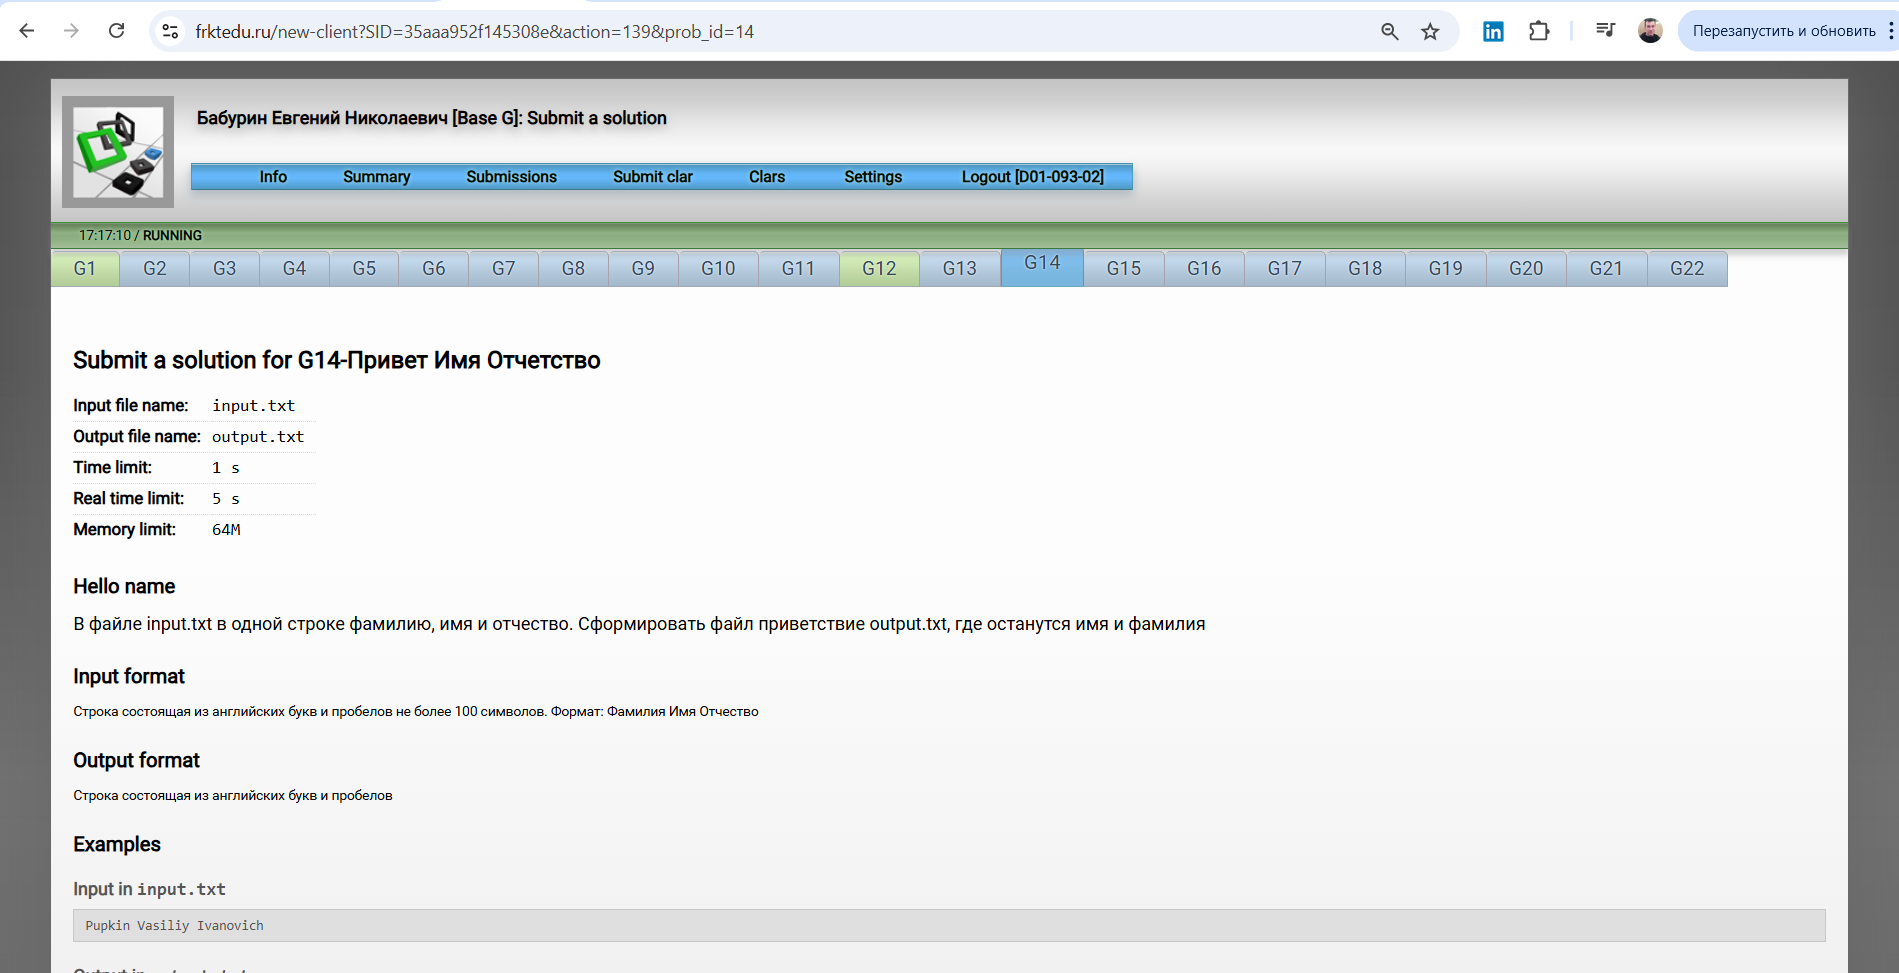 frktedu.ru/new-client?SID=35aaa952f145308e&action=139&prob_id=14
Перезапустить и обновить
Бабурин Евгений Николаевич [Base G]: Submit a solution
Info Summary Submissions Submit clar Clars Settings Logout [D01-093-02]
17:17:10 / RUNNING
G1 G2 G3 G4 G5 G6 G7 G8 G9 G10 G11 G12 G13 G14 G15 G16 G17 G18 G19 G20 G21 G22
Submit a solution for G14-Привет Имя Отчетство
Input file name: input.txt
Output file name: output.txt
Time limit: 1 s
Real time limit: 5 s
Memory limit: 64M
Hello name
В файле input.txt в одной строке фамилию, имя и отчество. Сформировать файл приветствие output.txt, где останутся имя и фамилия
Input format
Строка состоящая из английских букв и пробелов не более 100 символов. Формат: Фамилия Имя Отчество
Output format
Строка состоящая из английских букв и пробелов
Examples
Input in input.txt
Pupkin Vasiliy Ivanovich